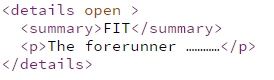 <details open >
  <summary>FIT</summary>
  <p>The forerunner …………</p>
</details>